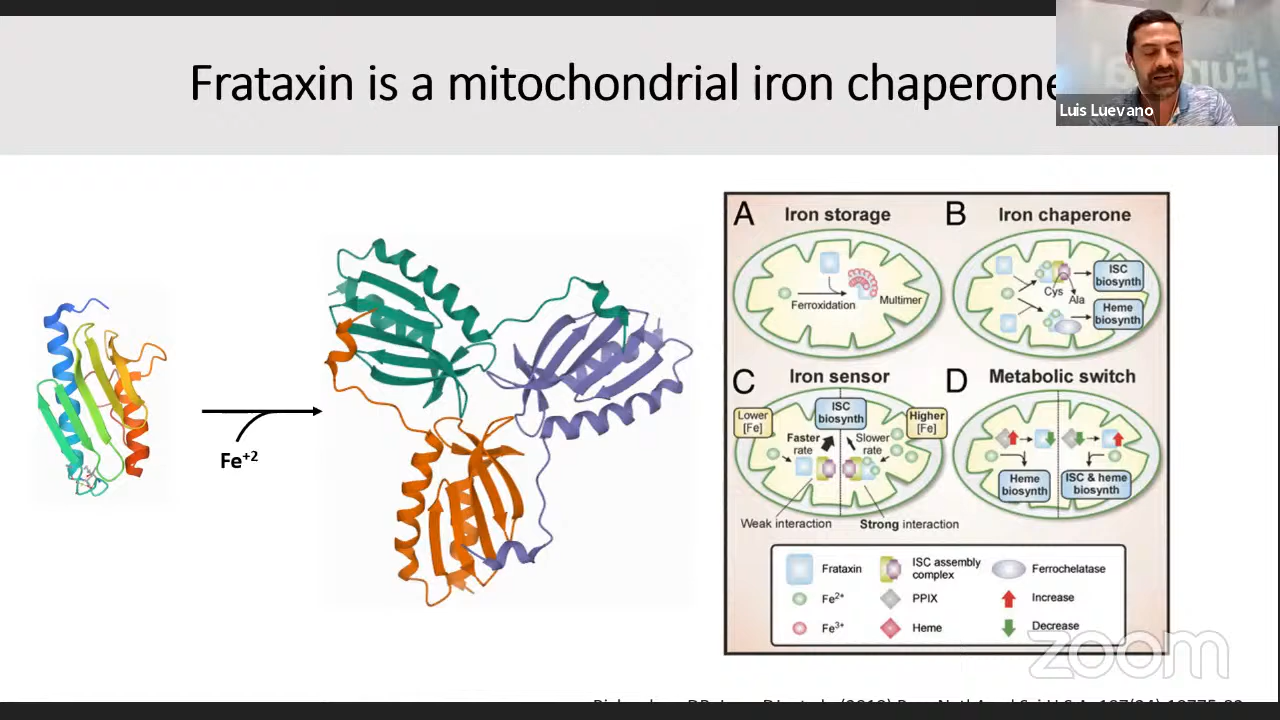 Frataxin is a mitochondrial iron chaperone
Luis Luevano
Fe+2
A
Iron storage
Ferroxidation
Multimer
B
Iron chaperone
Cys
Ala
ISC
biosynth
Heme
biosynth
C
Iron sensor
Lower
[Fe]
ISC
biosynth
Higher
[Fe]
Faster
rate
Slower
rate
Weak interaction
Strong interaction
D
Metabolic switch
Heme
biosynth
ISC & heme
biosynth
Frataxin
ISC assembly
complex
Ferrochelatase
Fe2+
PPIX
Increase
Fe3+
Heme
Decrease
zoom